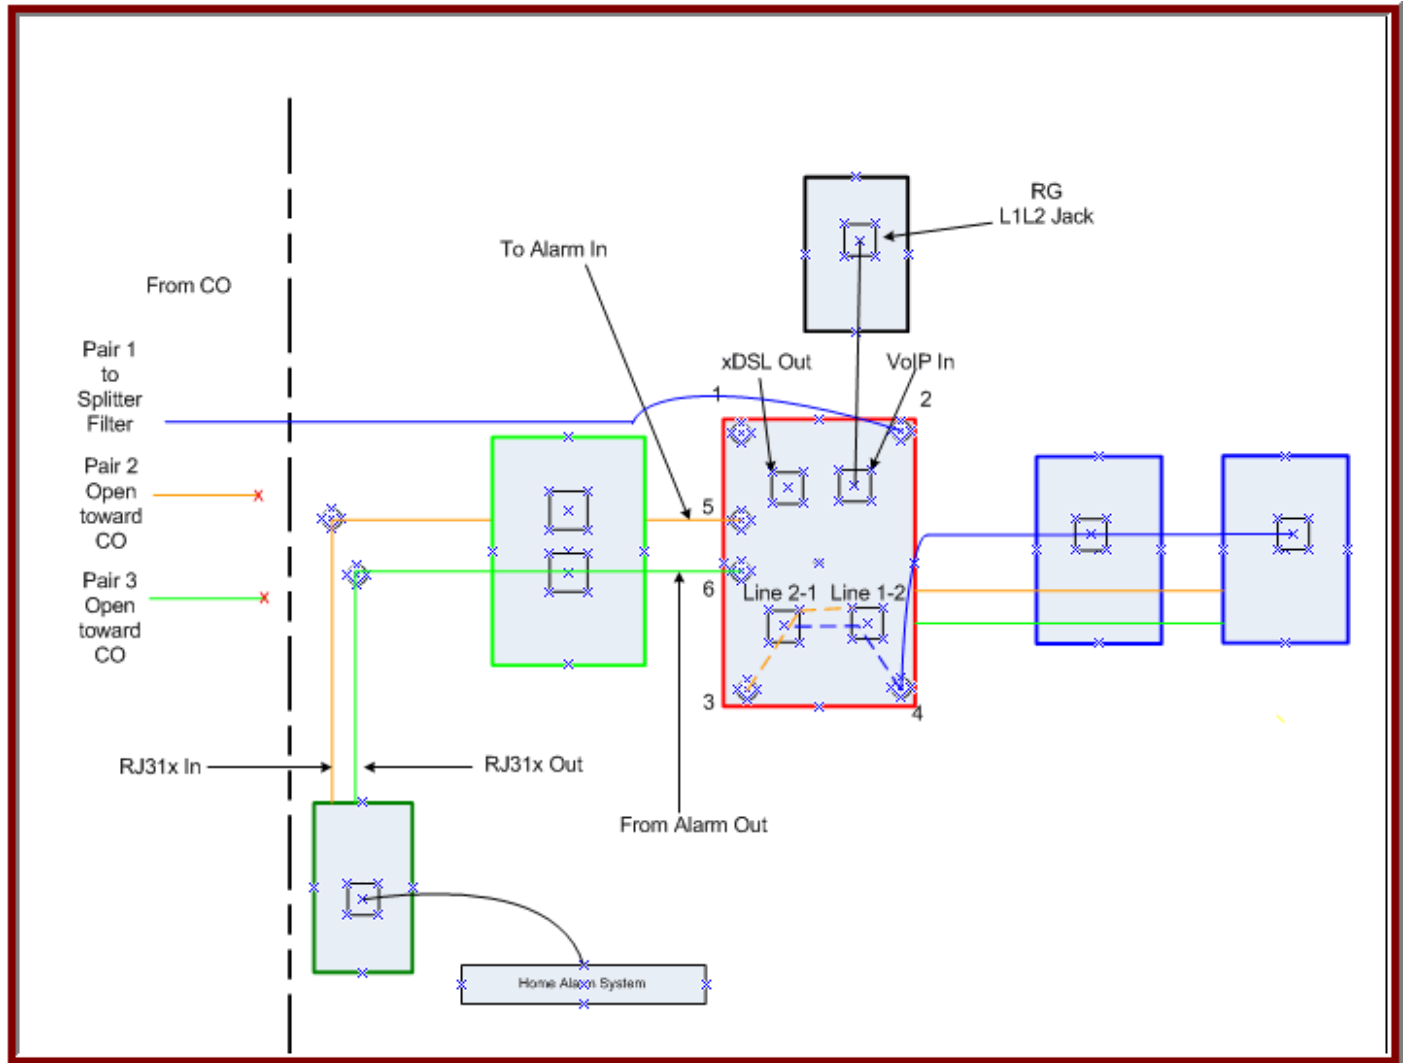 RG
L1L2 Jack
To Alarm In
From CO
Pair 1
to
Splitter
Filter
xDSL Out
VoIP In
1
2
Pair 2
Open
toward
CO
5
Pair 3
Open
toward
CO
6
Line 2-1
Line 1-2
3
4
RJ31x In
RJ31x Out
From Alarm Out
Home Alarm System